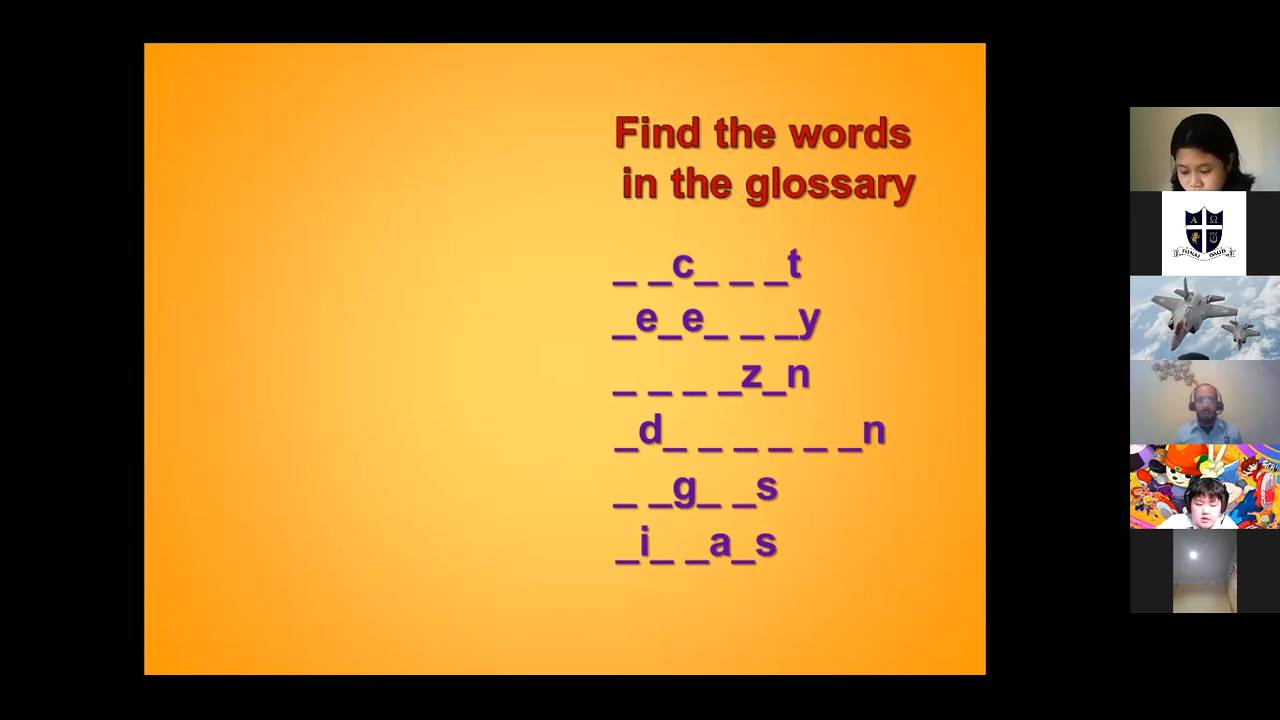 Find the words
in the glossary
_ _c_ _ _t
_e_e_ _ _y
_ _ _ _z_n
_d_ _ _ _ _ _n
_ _g_ _s
_i_ _a_s
Α Ω